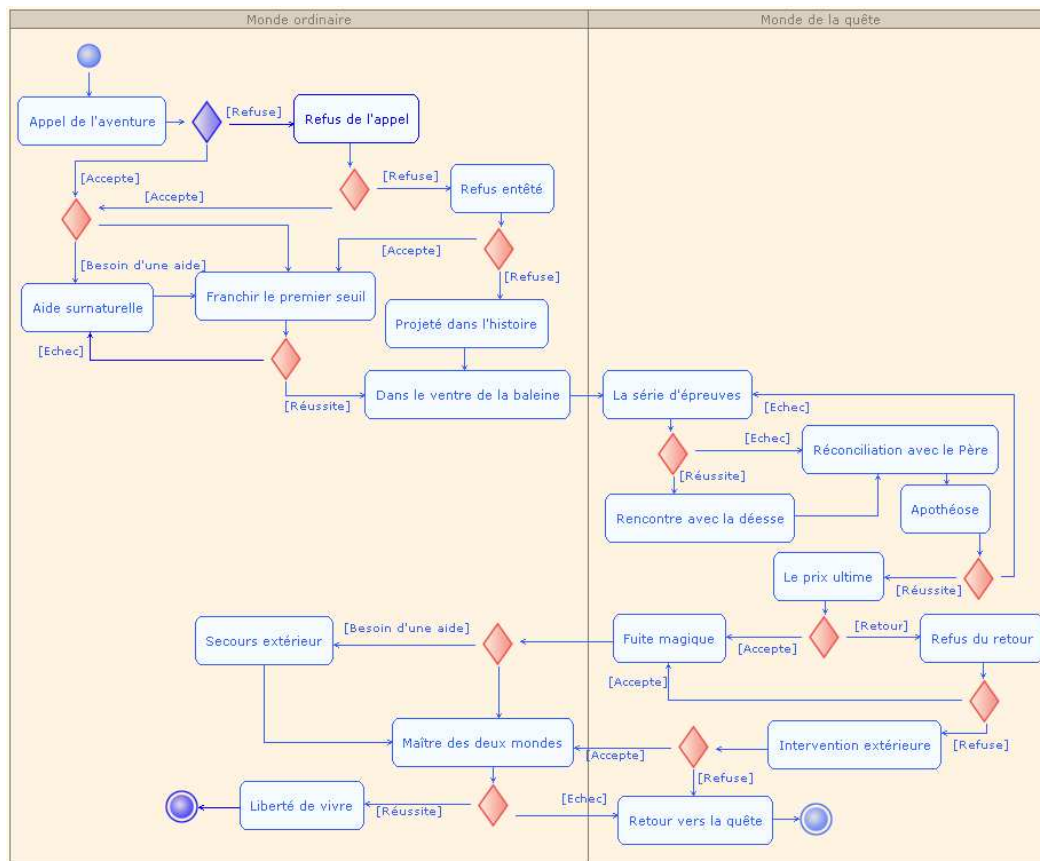 Monde ordinaire
Monde de la quête
Appel de l'aventure
[Refuse]
Refus de l'appel
[Accepte]
[Refuse]
Refus entêté
[Accepte]
[Accepte]
[Besoin d'une aide]
[Refuse]
Aide surnaturelle
Franchir le premier seuil
Projeté dans l'histoire
[Echec]
[Réussite]
Dans le ventre de la baleine
La série d'épreuves
[Echec]
[Echec]
Réconciliation avec le Père
[Réussite]
Rencontre avec la déesse
Apothéose
Le prix ultime
[Réussite]
Secours extérieur
[Besoin d'une aide]
Fuite magique
[Accepte]
[Retour]
Refus du retour
[Accepte]
Maître des deux mondes
[Accepte]
Intervention extérieure
[Refuse]
[Refuse]
Liberté de vivre
[Réussite]
[Echec]
Retour vers la quête